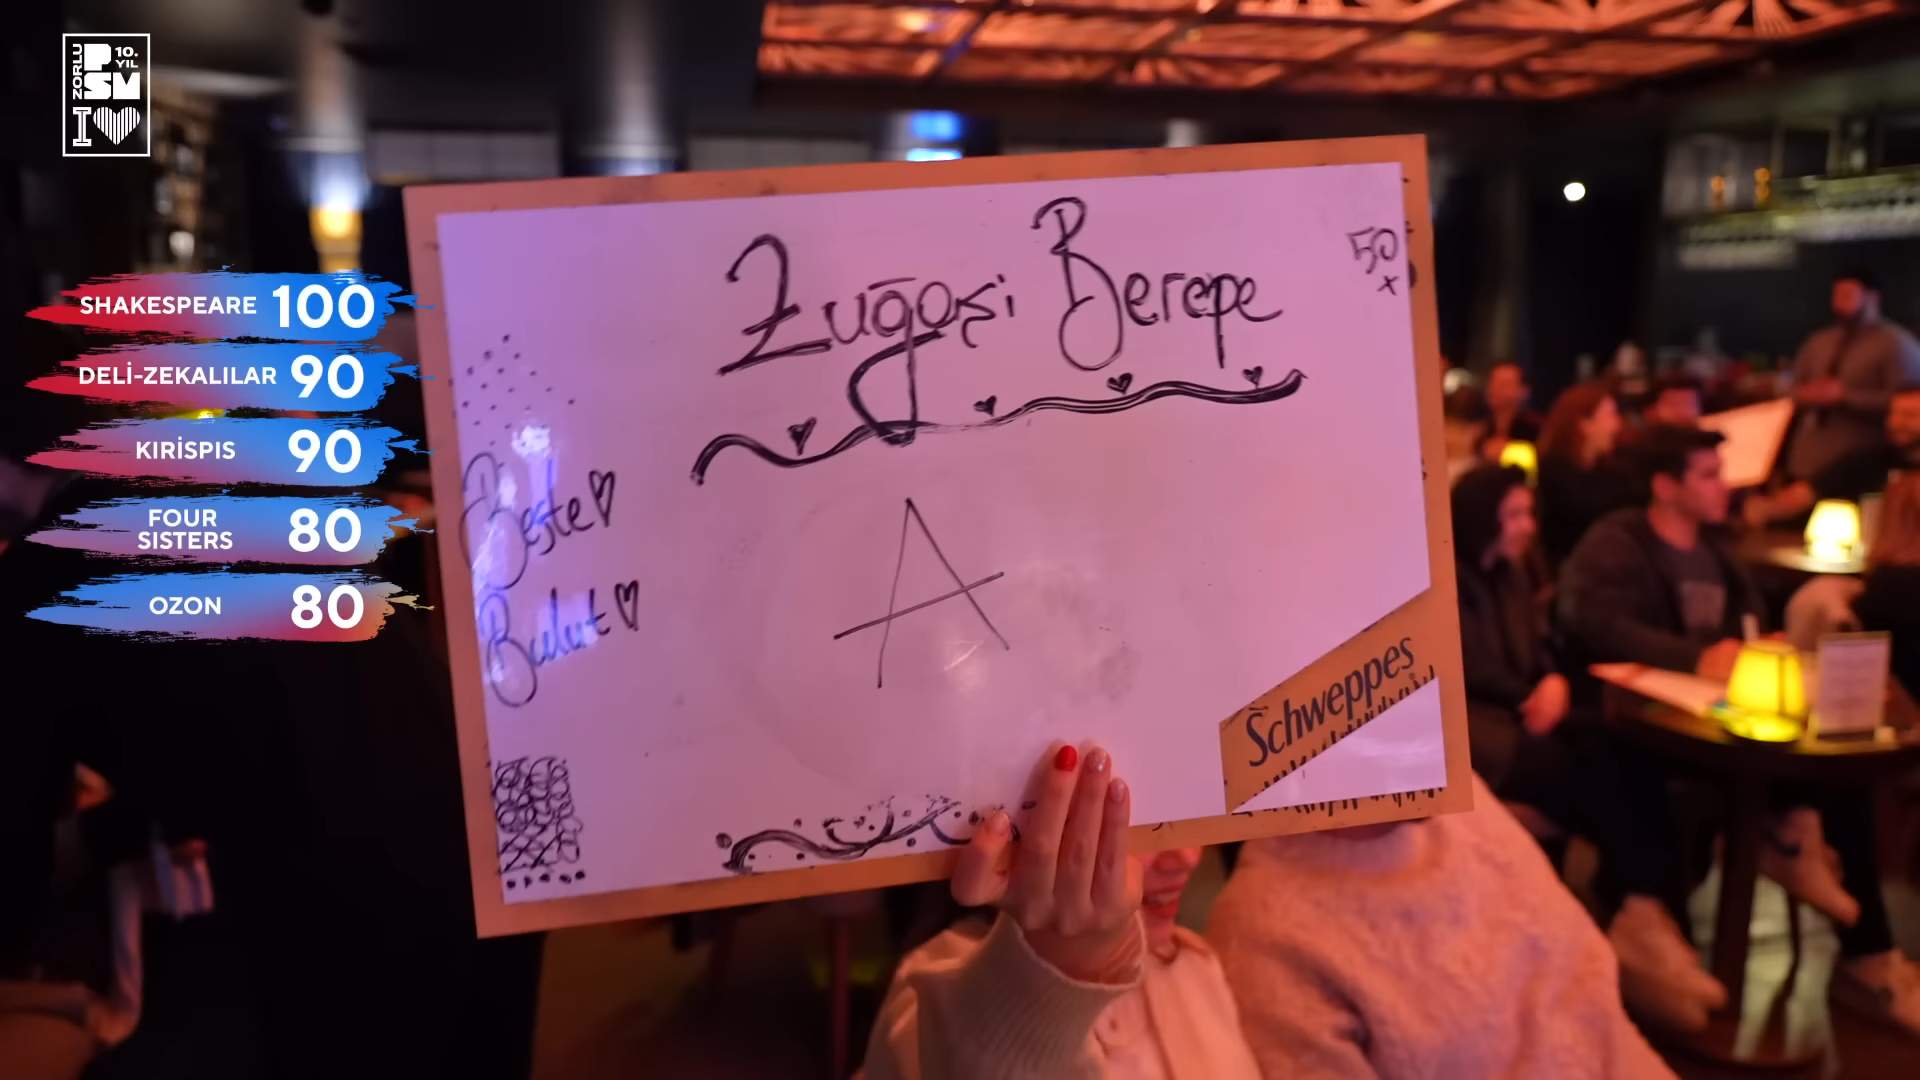 ZORLU
PSM
10. YIL
I
SHAKESPEARE 100
DELİ-ZEKALILAR 90
KIRİSPIS 90
FOUR SISTERS 80
OZON 80
Zuğaşi Berepe
50
x
Beste
Bulut
A
Schweppes